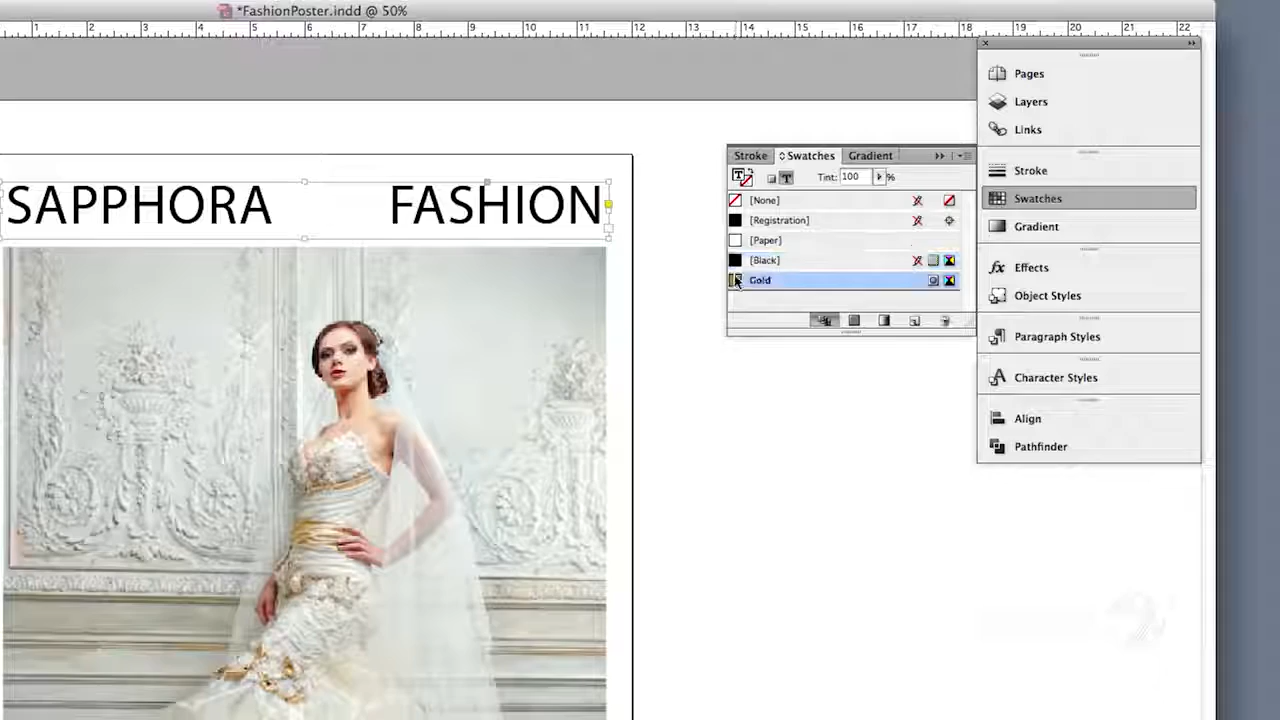 *FashionPoster.indd @ 50%
1 2 3 4 5 6 7 8 9 10 11 12 13 14 15 16 17 18 19 20 21 22
Pages
Layers
Links
Stroke
Swatches
Gradient
Effects
Object Styles
Paragraph Styles
Character Styles
Align
Pathfinder
Stroke Swatches Gradient
T T Tint: 100 %
[None]
[Registration]
[Paper]
[Black]
Gold
SAPPHORA FASHION